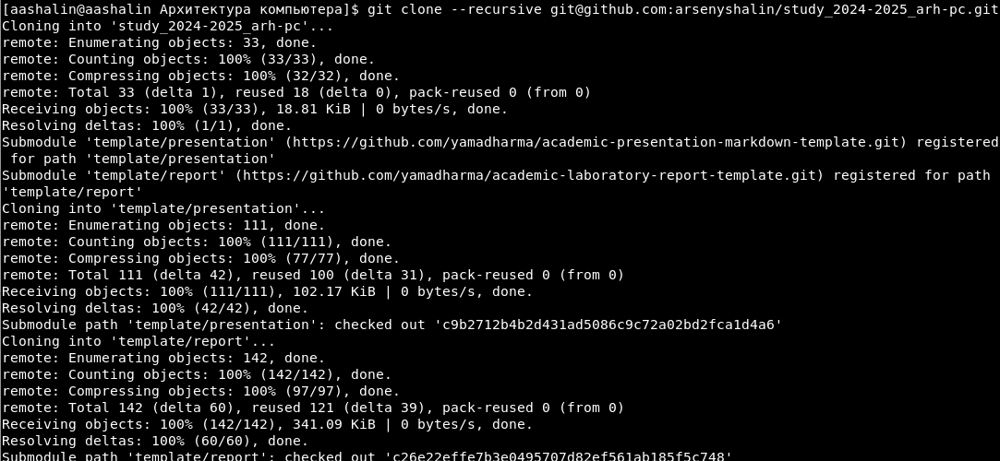 [aashalin@aashalin Архитектура компьютера]$ git clone --recursive git@github.com:arsenyshalin/study_2024-2025_arh-pc.git
Cloning into 'study_2024-2025_arh-pc'...
remote: Enumerating objects: 33, done.
remote: Counting objects: 100% (33/33), done.
remote: Compressing objects: 100% (32/32), done.
remote: Total 33 (delta 1), reused 18 (delta 0), pack-reused 0 (from 0)
Receiving objects: 100% (33/33), 18.81 KiB | 0 bytes/s, done.
Resolving deltas: 100% (1/1), done.
Submodule 'template/presentation' (https://github.com/yamadharma/academic-presentation-markdown-template.git) registered
 for path 'template/presentation'
Submodule 'template/report' (https://github.com/yamadharma/academic-laboratory-report-template.git) registered for path
'template/report'
Cloning into 'template/presentation'...
remote: Enumerating objects: 111, done.
remote: Counting objects: 100% (111/111), done.
remote: Compressing objects: 100% (77/77), done.
remote: Total 111 (delta 42), reused 100 (delta 31), pack-reused 0 (from 0)
Receiving objects: 100% (111/111), 102.17 KiB | 0 bytes/s, done.
Resolving deltas: 100% (42/42), done.
Submodule path 'template/presentation': checked out 'c9b2712b4b2d431ad5086c9c72a02bd2fca1d4a6'
Cloning into 'template/report'...
remote: Enumerating objects: 142, done.
remote: Counting objects: 100% (142/142), done.
remote: Compressing objects: 100% (97/97), done.
remote: Total 142 (delta 60), reused 121 (delta 39), pack-reused 0 (from 0)
Receiving objects: 100% (142/142), 341.09 KiB | 0 bytes/s, done.
Resolving deltas: 100% (60/60), done.
Submodule path 'template/report': checked out 'c26e22effe7b3e0495707d82ef561ab185f5c748'